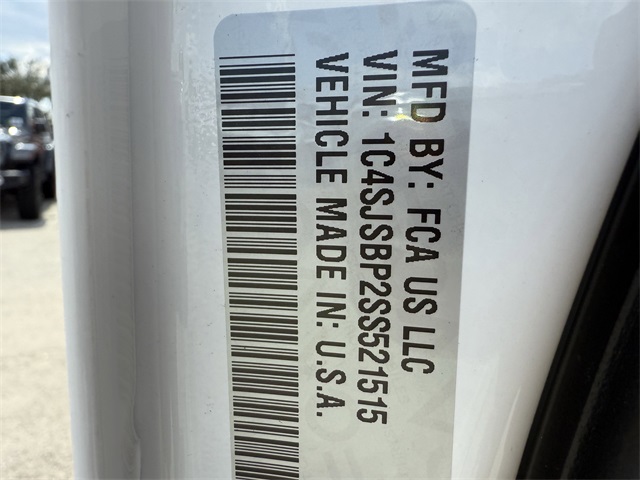 MFD BY: FCA US LLC
VIN: 1C4SJSBP2SS521515
VEHICLE MADE IN: U.S.A.